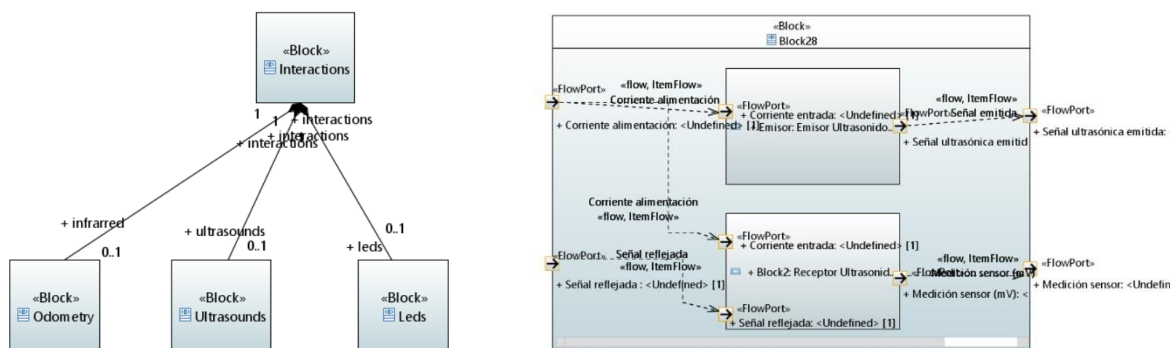 «Block»
Interactions
1
1
1
+ interactions
+ interactions
+ interactions
+ infrarred
0..1
+ ultrasounds
0..1
+ leds
0..1
«Block»
Odometry
«Block»
Ultrasounds
«Block»
Leds
«Block»
Block28
«FlowPort»
+ Corriente alimentación: <Undefined> [1]
«flow, ItemFlow»
Corriente alimentación
«FlowPort»
+ Corriente entrada: <Undefined> [1]
+ Emisor: Emisor Ultrasonido..
«FlowPort»
+ Señal ultrasónica emitid
«flow, ItemFlow»
Señal emitida
«FlowPort»
+ Señal ultrasónica emitida:
Corriente alimentación
«flow, ItemFlow»
«FlowPort»
+ Corriente entrada: <Undefined> [1]
«FlowPort»
+ Señal reflejada : <Undefined> [1]
Señal reflejada
«flow, ItemFlow»
+ Block2: Receptor Ultrasonid...
«FlowPort»
+ Señal reflejada: <Undefined> [1]
«flow, ItemFlow»
Medición sensor (mV)
+ Medición sensor (mV): <
«FlowPort»
+ Medición sensor: <Undefin